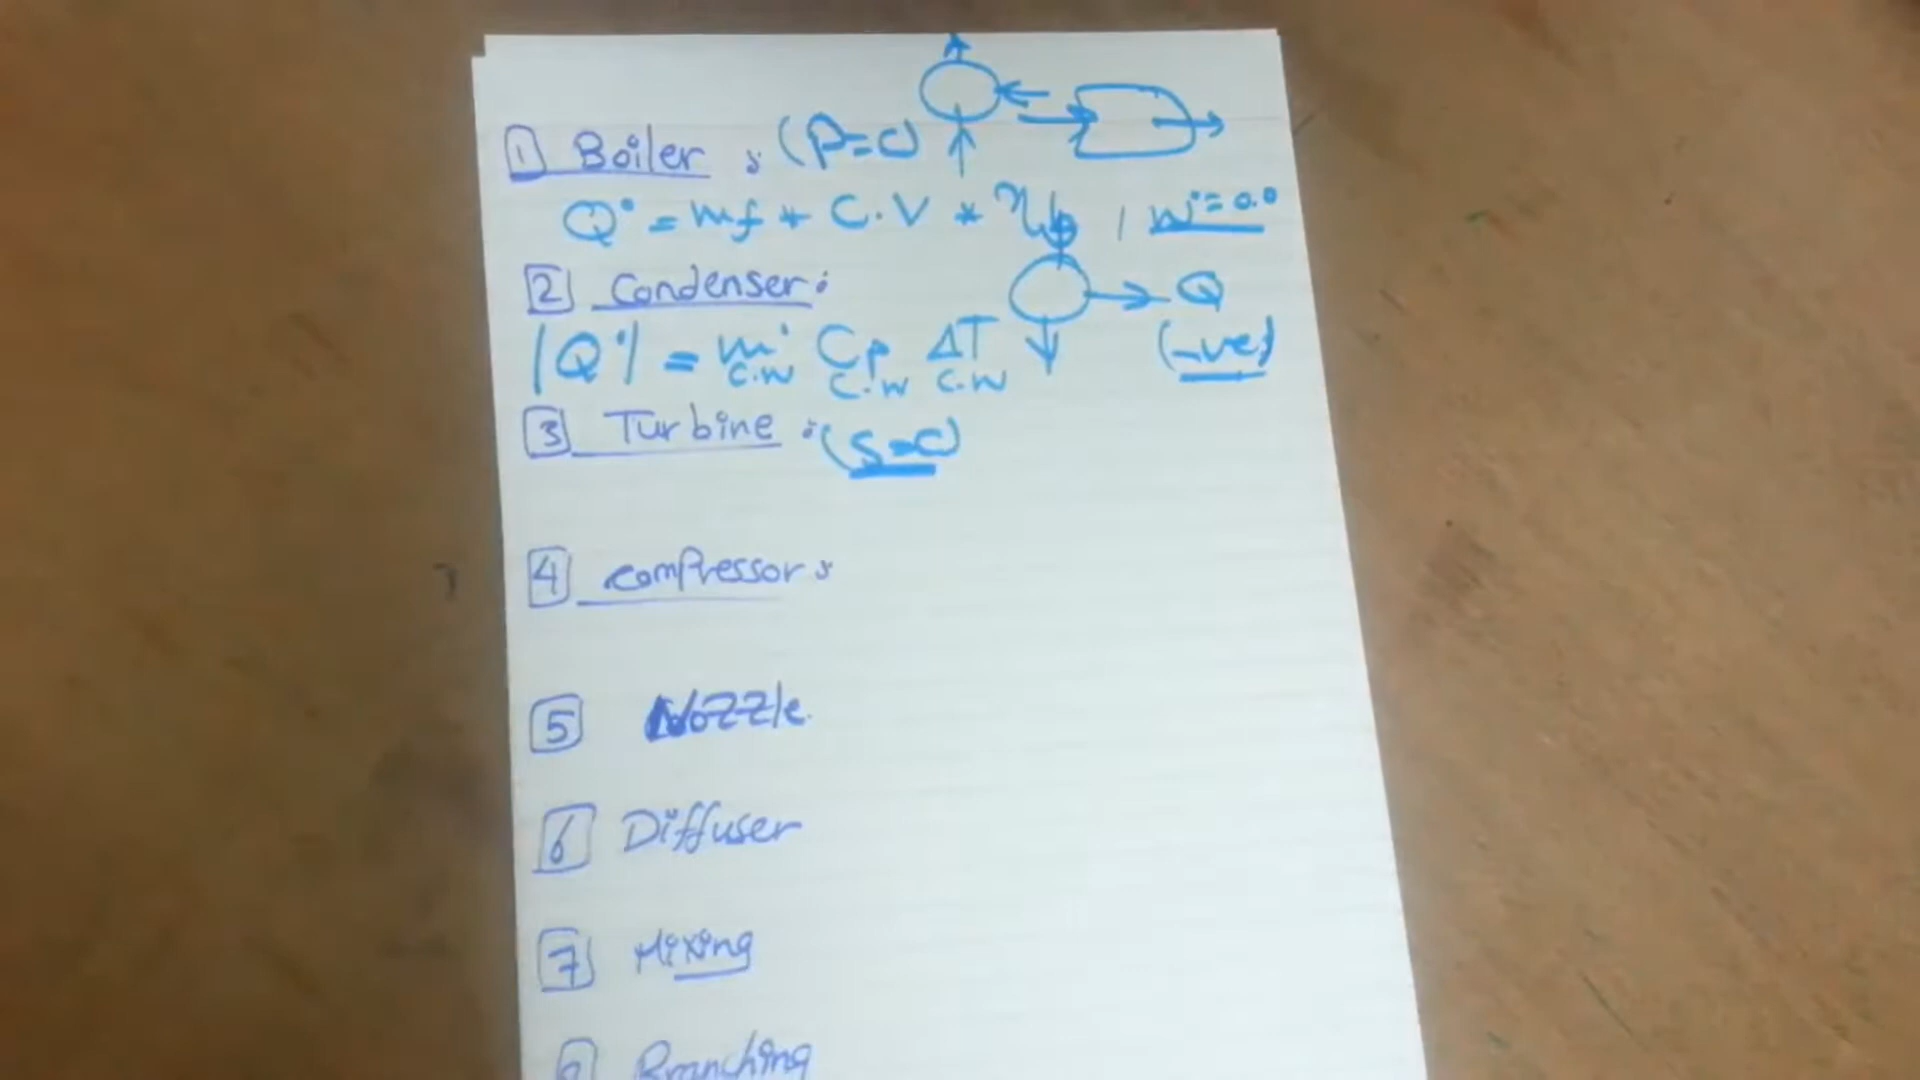 1 Boiler : (P=C)
Q° = mf * C.V * ηb , w°=0.0
2 Condenser: Q
|Q°| = m° Cp ΔT (-ve)
C.W C.W C.W
3 Turbine : (S=C)
4 compressor:
5 Nozzle.
6 Diffuser
7 Mixing
Branching